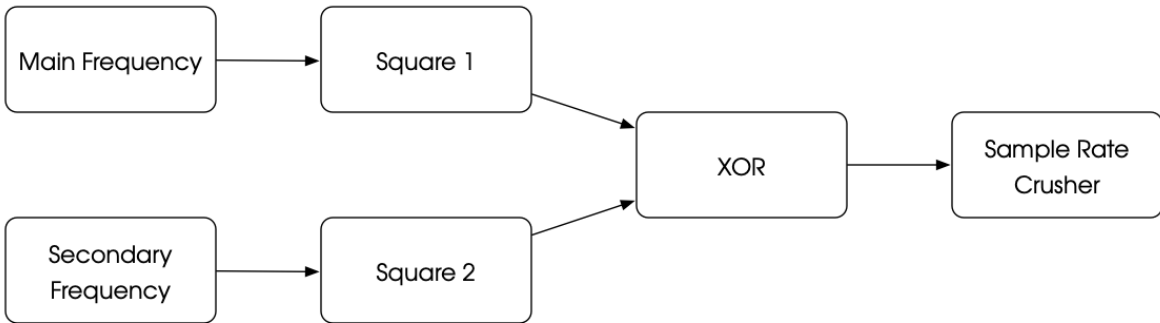 Main Frequency
Square 1
XOR
Sample Rate
Crusher
Secondary
Frequency
Square 2